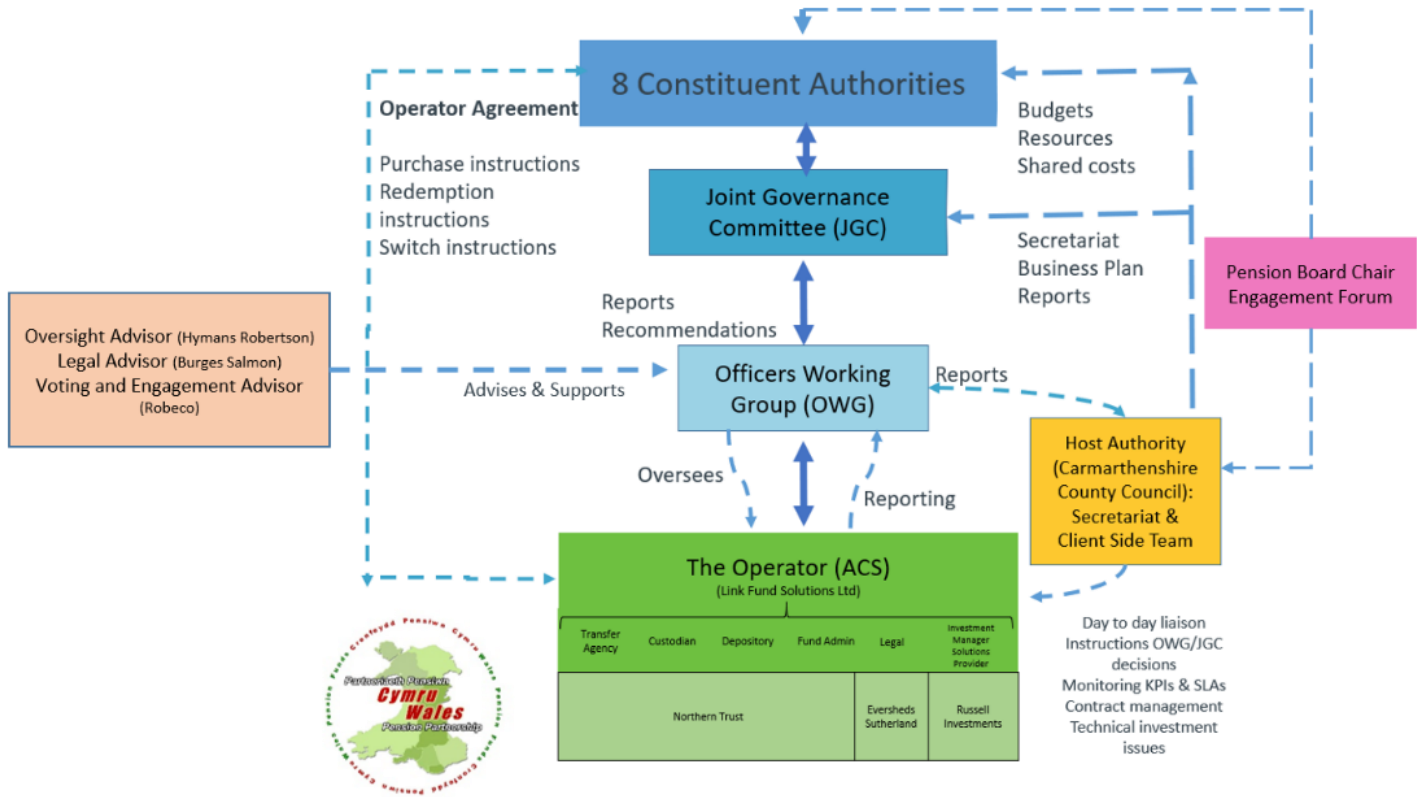 8 Constituent Authorities
Operator Agreement
Purchase instructions
Redemption
instructions
Switch instructions
Budgets
Resources
Shared costs
Joint Governance
Committee (JGC)
Secretariat
Business Plan
Reports
Pension Board Chair
Engagement Forum
Oversight Advisor (Hymans Robertson)
Legal Advisor (Burges Salmon)
Voting and Engagement Advisor
(Robeco)
Advises & Supports
Reports
Recommendations
Officers Working
Group (OWG)
Reports
Host Authority
(Carmarthenshire
County Council):
Secretariat &
Client Side Team
Oversees
Reporting
The Operator (ACS)
(Link Fund Solutions Ltd)
Transfer
Agency
Custodian
Depository
Fund Admin
Legal
Investment
Manager
Solutions
Provider
Northern Trust
Eversheds
Sutherland
Russell
Investments
Day to day liaison
Instructions OWG/JGC
decisions
Monitoring KPIs & SLAs
Contract management
Technical investment
issues
Partneriaeth Pensiwn
Cymru
Wales
Pension Partnership